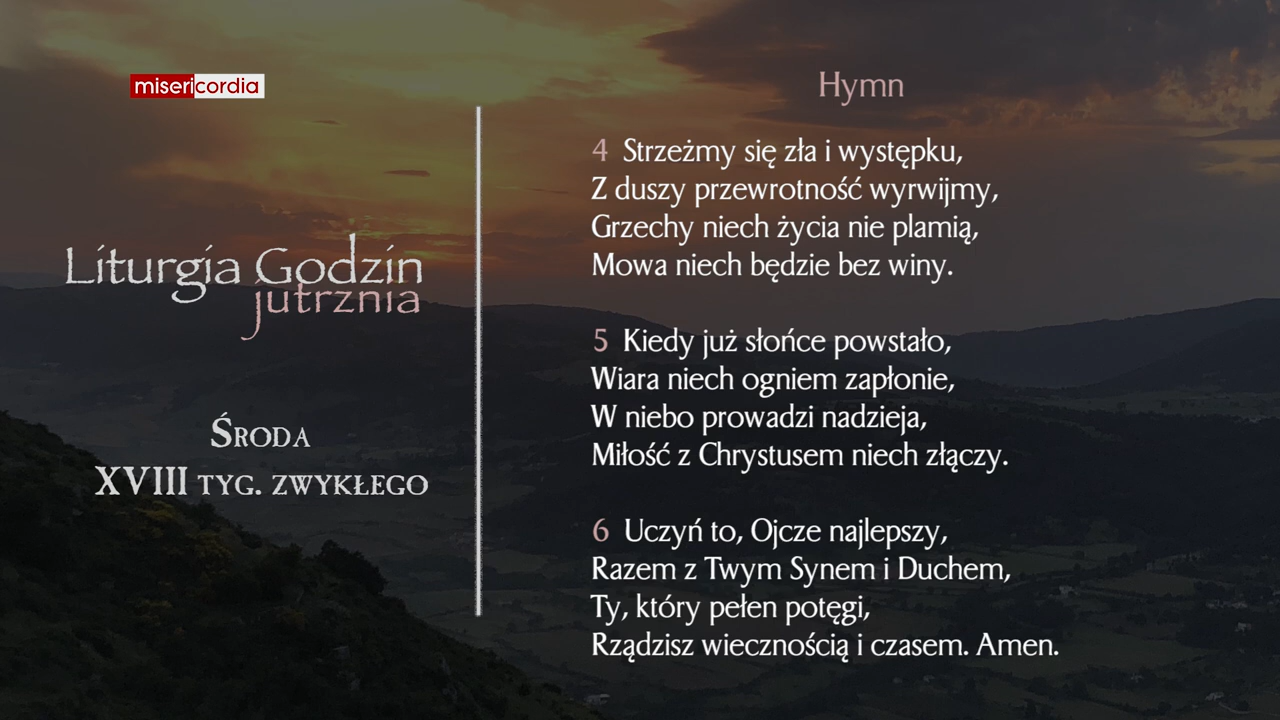 misericordia
Liturgia Godzin
jutrznia
Środa
XVIII tyg. zwykłego
Hymn
4 Strzeżmy się zła i występku,
Z duszy przewrotność wyrwijmy,
Grzechy niech życia nie plamią,
Mowa niech będzie bez winy.
5 Kiedy już słońce powstało,
Wiara niech ogniem zapłonie,
W niebo prowadzi nadzieja,
Miłość z Chrystusem niech złączy.
6 Uczyń to, Ojcze najlepszy,
Razem z Twym Synem i Duchem,
Ty, który pełen potęgi,
Rządzisz wiecznością i czasem. Amen.